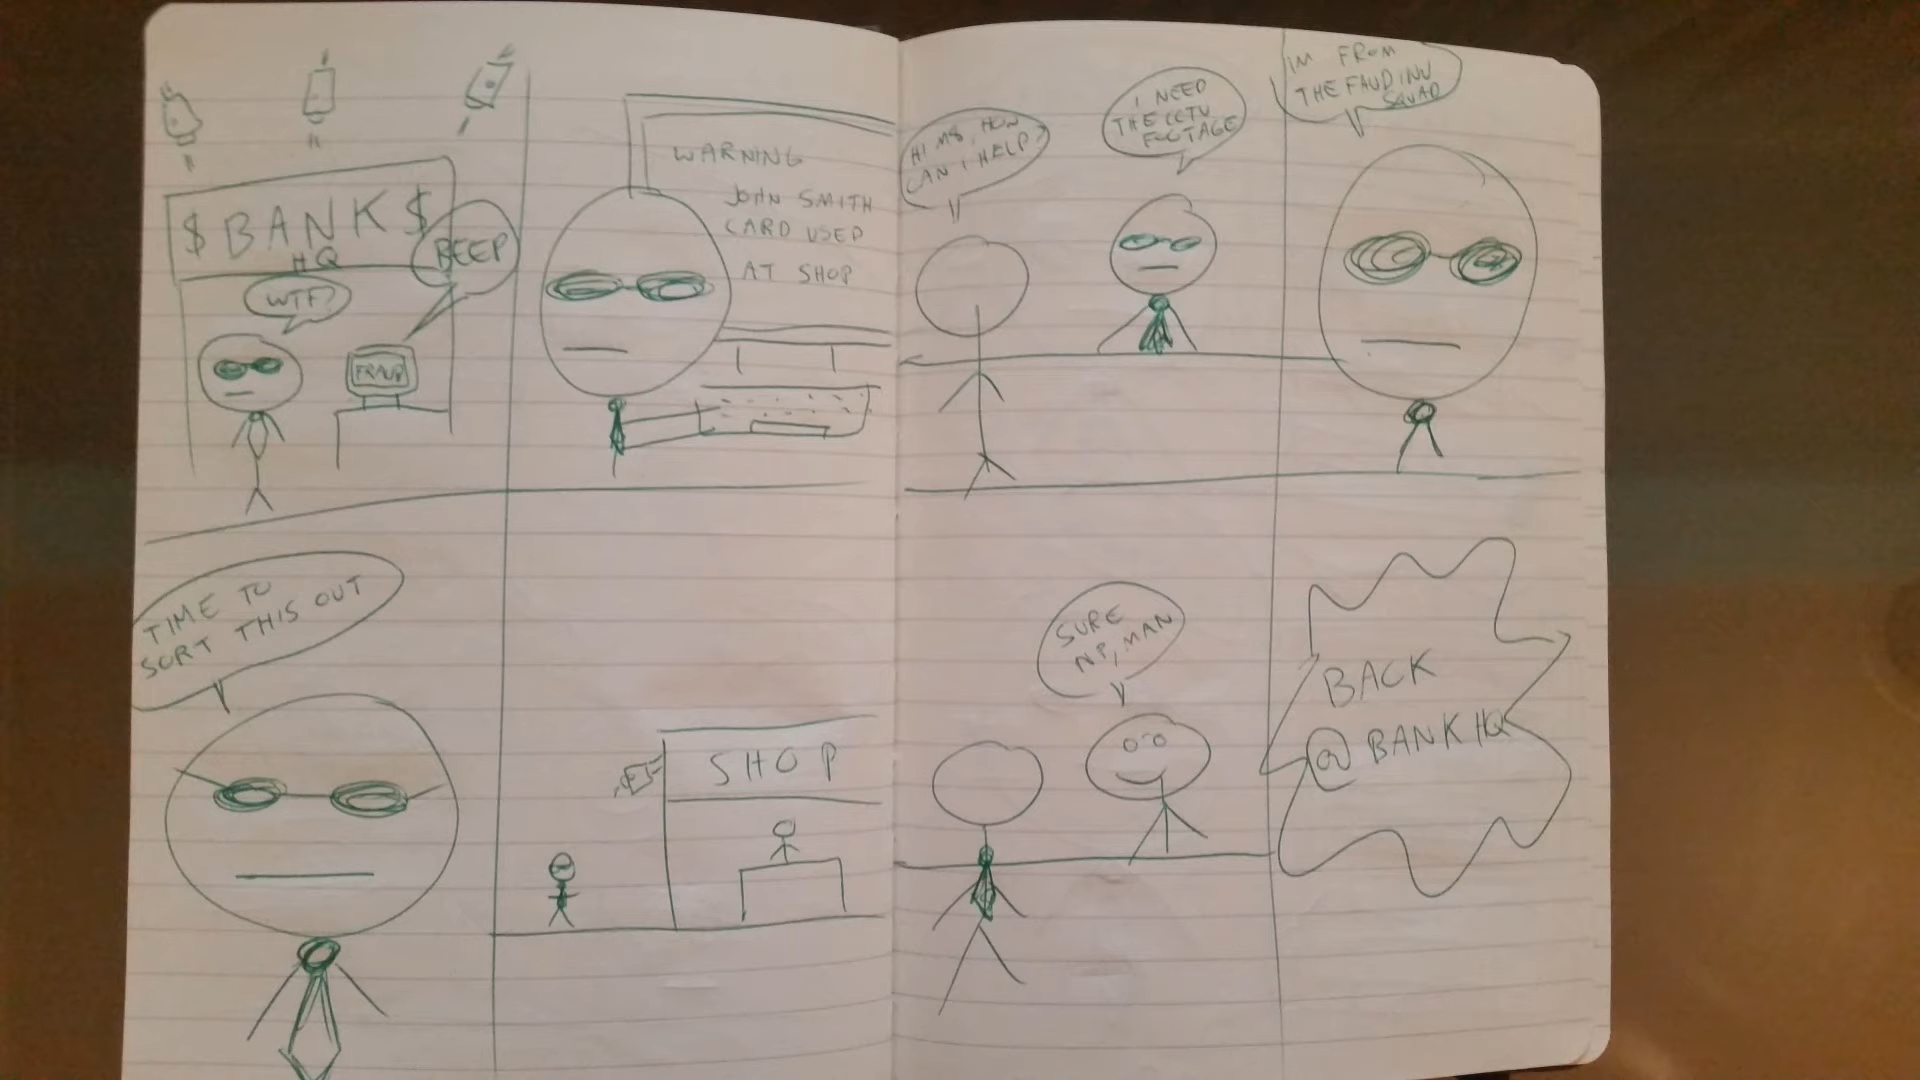 $ BANK $
HQ
BEEP
WTF?
FRAUD
WARNING
JOHN SMITH
CARD USED
AT SHOP
TIME TO
SORT THIS OUT
SHOP
HI MR, HOW
CAN I HELP?
I NEED
THE CCTV
FOOTAGE
IM FROM
THE FAUD INV
SQUAD
SURE
NP, MAN
BACK
@ BANK HQ